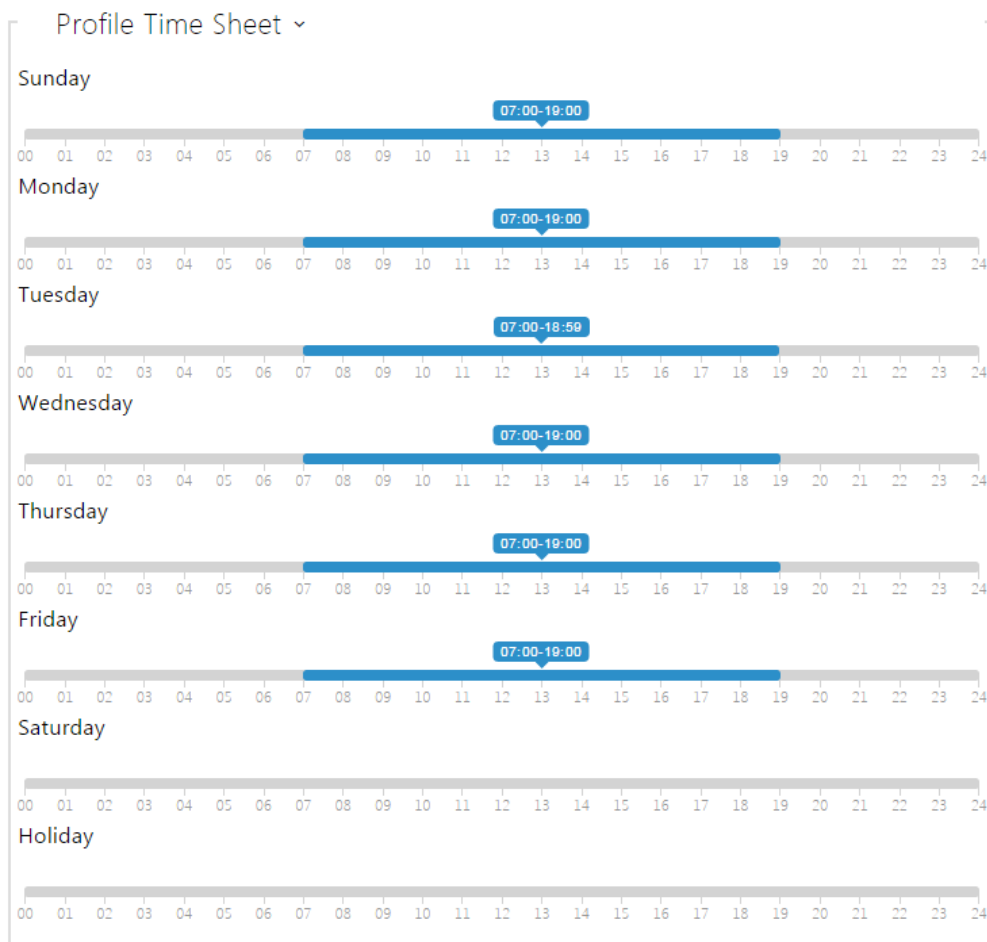 Profile Time Sheet
Sunday
07:00-19:00
00 01 02 03 04 05 06 07 08 09 10 11 12 13 14 15 16 17 18 19 20 21 22 23 24
Monday
07:00-19:00
00 01 02 03 04 05 06 07 08 09 10 11 12 13 14 15 16 17 18 19 20 21 22 23 24
Tuesday
07:00-18:59
00 01 02 03 04 05 06 07 08 09 10 11 12 13 14 15 16 17 18 19 20 21 22 23 24
Wednesday
07:00-19:00
00 01 02 03 04 05 06 07 08 09 10 11 12 13 14 15 16 17 18 19 20 21 22 23 24
Thursday
07:00-19:00
00 01 02 03 04 05 06 07 08 09 10 11 12 13 14 15 16 17 18 19 20 21 22 23 24
Friday
07:00-19:00
00 01 02 03 04 05 06 07 08 09 10 11 12 13 14 15 16 17 18 19 20 21 22 23 24
Saturday
00 01 02 03 04 05 06 07 08 09 10 11 12 13 14 15 16 17 18 19 20 21 22 23 24
Holiday
00 01 02 03 04 05 06 07 08 09 10 11 12 13 14 15 16 17 18 19 20 21 22 23 24